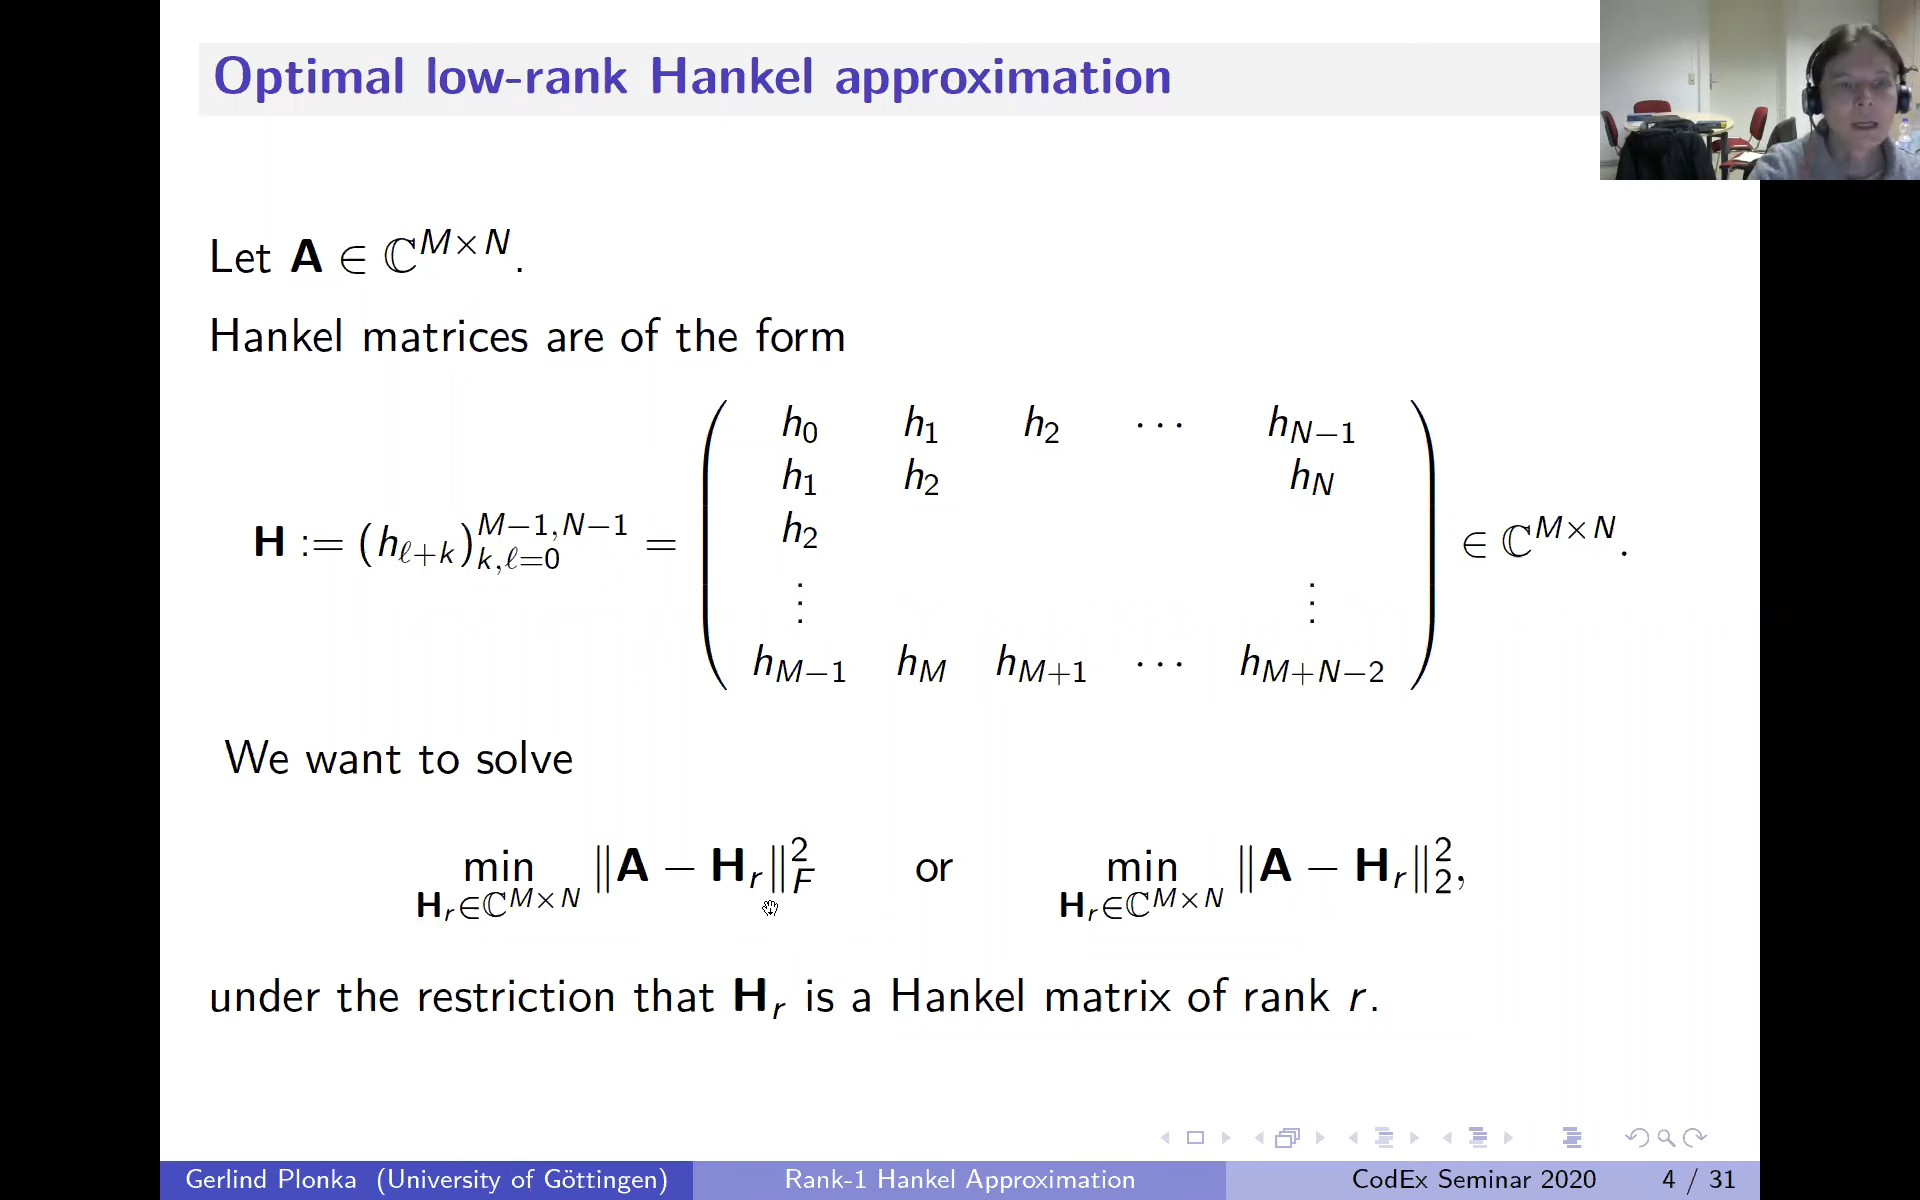 Optimal low-rank Hankel approximation
Let A ∈ ℂ^{M×N}.
Hankel matrices are of the form
H := (h_{ℓ+k})_{k,ℓ=0}^{M−1,N−1} = ( h_0 h_1 h_2 ⋯ h_{N−1}
h_1 h_2 h_N
h_2
⋮ ⋮
h_{M−1} h_M h_{M+1} ⋯ h_{M+N−2} ) ∈ ℂ^{M×N}.
We want to solve
min_{H_r∈ℂ^{M×N}} ‖A − H_r‖_F^2 or min_{H_r∈ℂ^{M×N}} ‖A − H_r‖_2^2,
under the restriction that H_r is a Hankel matrix of rank r.
Gerlind Plonka (University of Göttingen) Rank-1 Hankel Approximation CodEx Seminar 2020 4 / 31